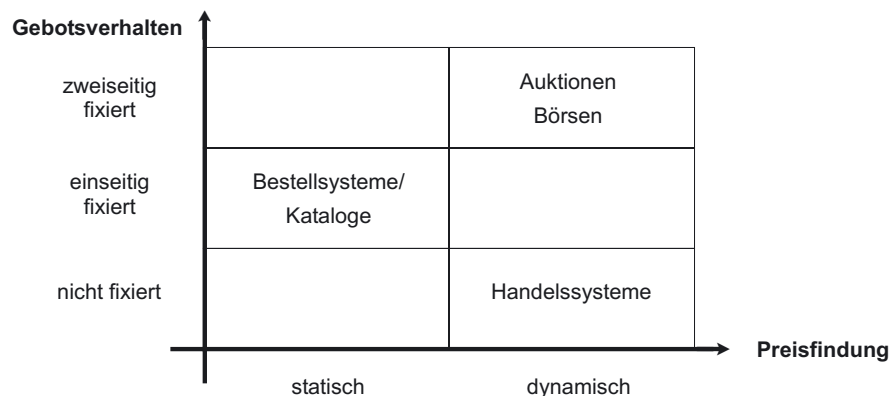 Gebotsverhalten
zweiseitig
fixiert
Auktionen
Börsen
einseitig
fixiert
Bestellsysteme/
Kataloge
nicht fixiert
Handelssysteme
Preisfindung
statisch
dynamisch